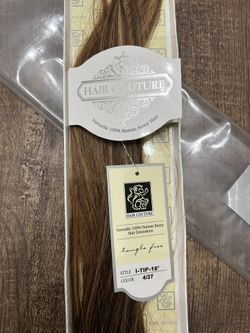 HAIR COUTURE
Versatile 100% Human Remy Hair
HAIR COUTURE
Versatile 100% Human Remy
Hair Extensions
tangle free
STYLE I-TIP-18"
COLOR 4/27